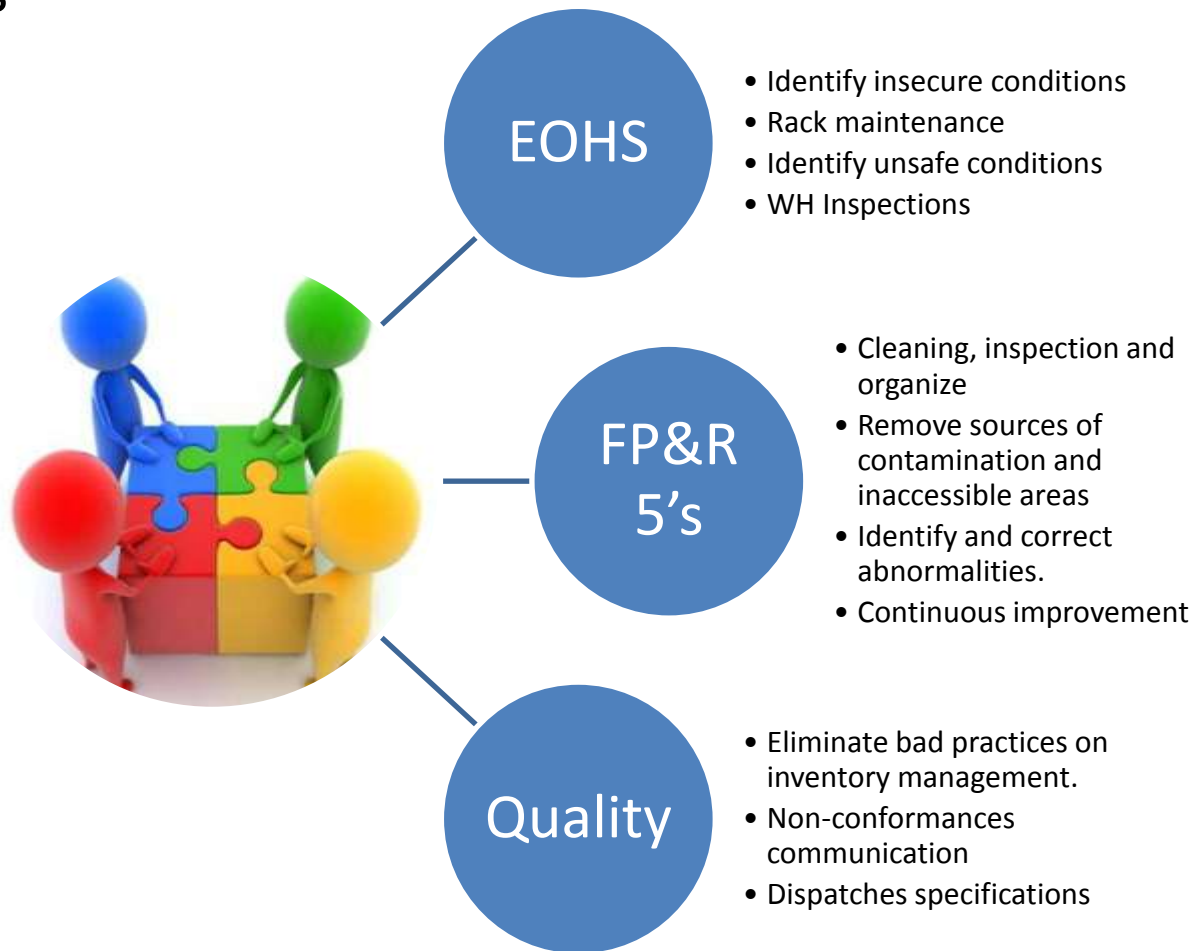 EOHS
• Identify insecure conditions
• Rack maintenance
• Identify unsafe conditions
• WH Inspections
FP&R
5’s
• Cleaning, inspection and
organize
• Remove sources of
contamination and
inaccessible areas
• Identify and correct
abnormalities.
• Continuous improvement
Quality
• Eliminate bad practices on
inventory management.
• Non-conformances
communication
• Dispatches specifications